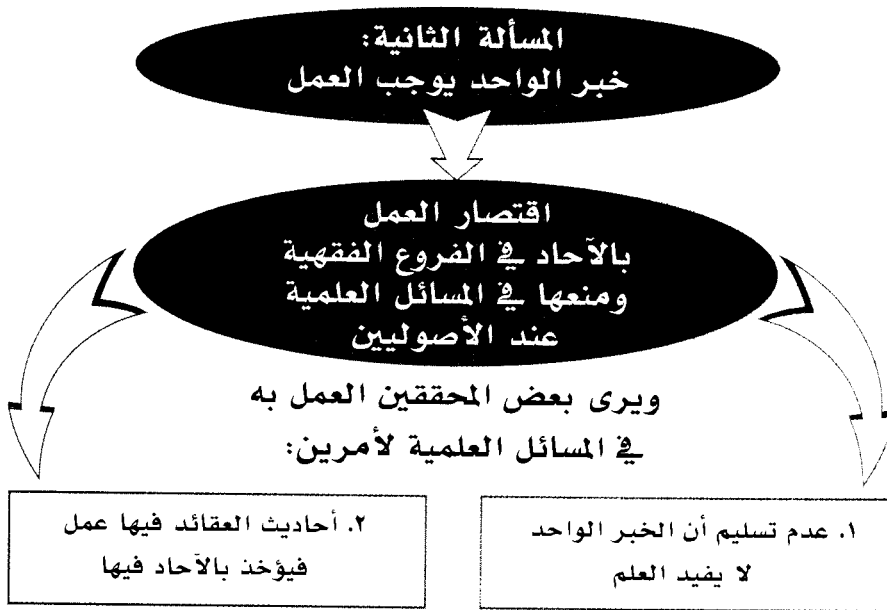 المسألة الثانية:
خبر الواحد يوجب العمل
اقتصار العمل
بالآحاد في الفروع الفقهية
ومنعها في المسائل العلمية
عند الأصوليين
ويرى بعض المحققين العمل به
في المسائل العلمية لأمرين:
١. عدم تسليم أن الخبر الواحد
لا يفيد العلم
٢. أحاديث العقائد فيها عمل
فيؤخذ بالآحاد فيها